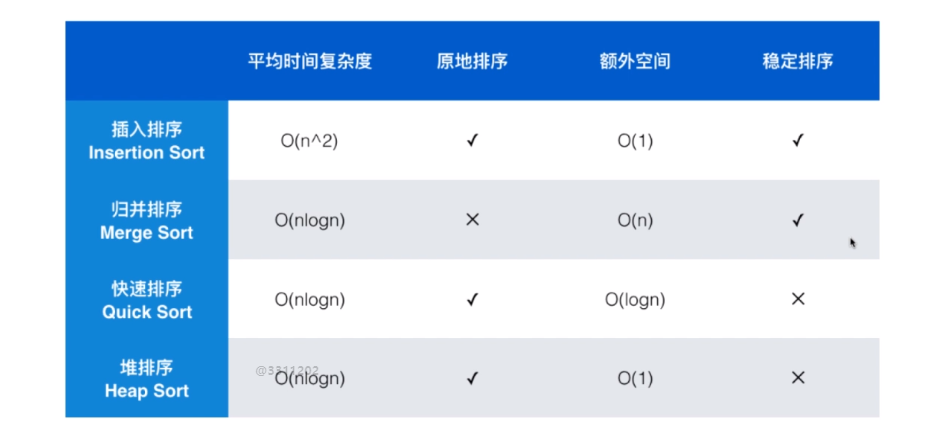 平均时间复杂度 原地排序 额外空间 稳定排序
插入排序
Insertion Sort O(n^2) ✓ O(1) ✓
归并排序
Merge Sort O(nlogn) ✕ O(n) ✓
快速排序
Quick Sort O(nlogn) ✓ O(logn) ✕
堆排序
Heap Sort O(nlogn) ✓ O(1) ✕
@3311202